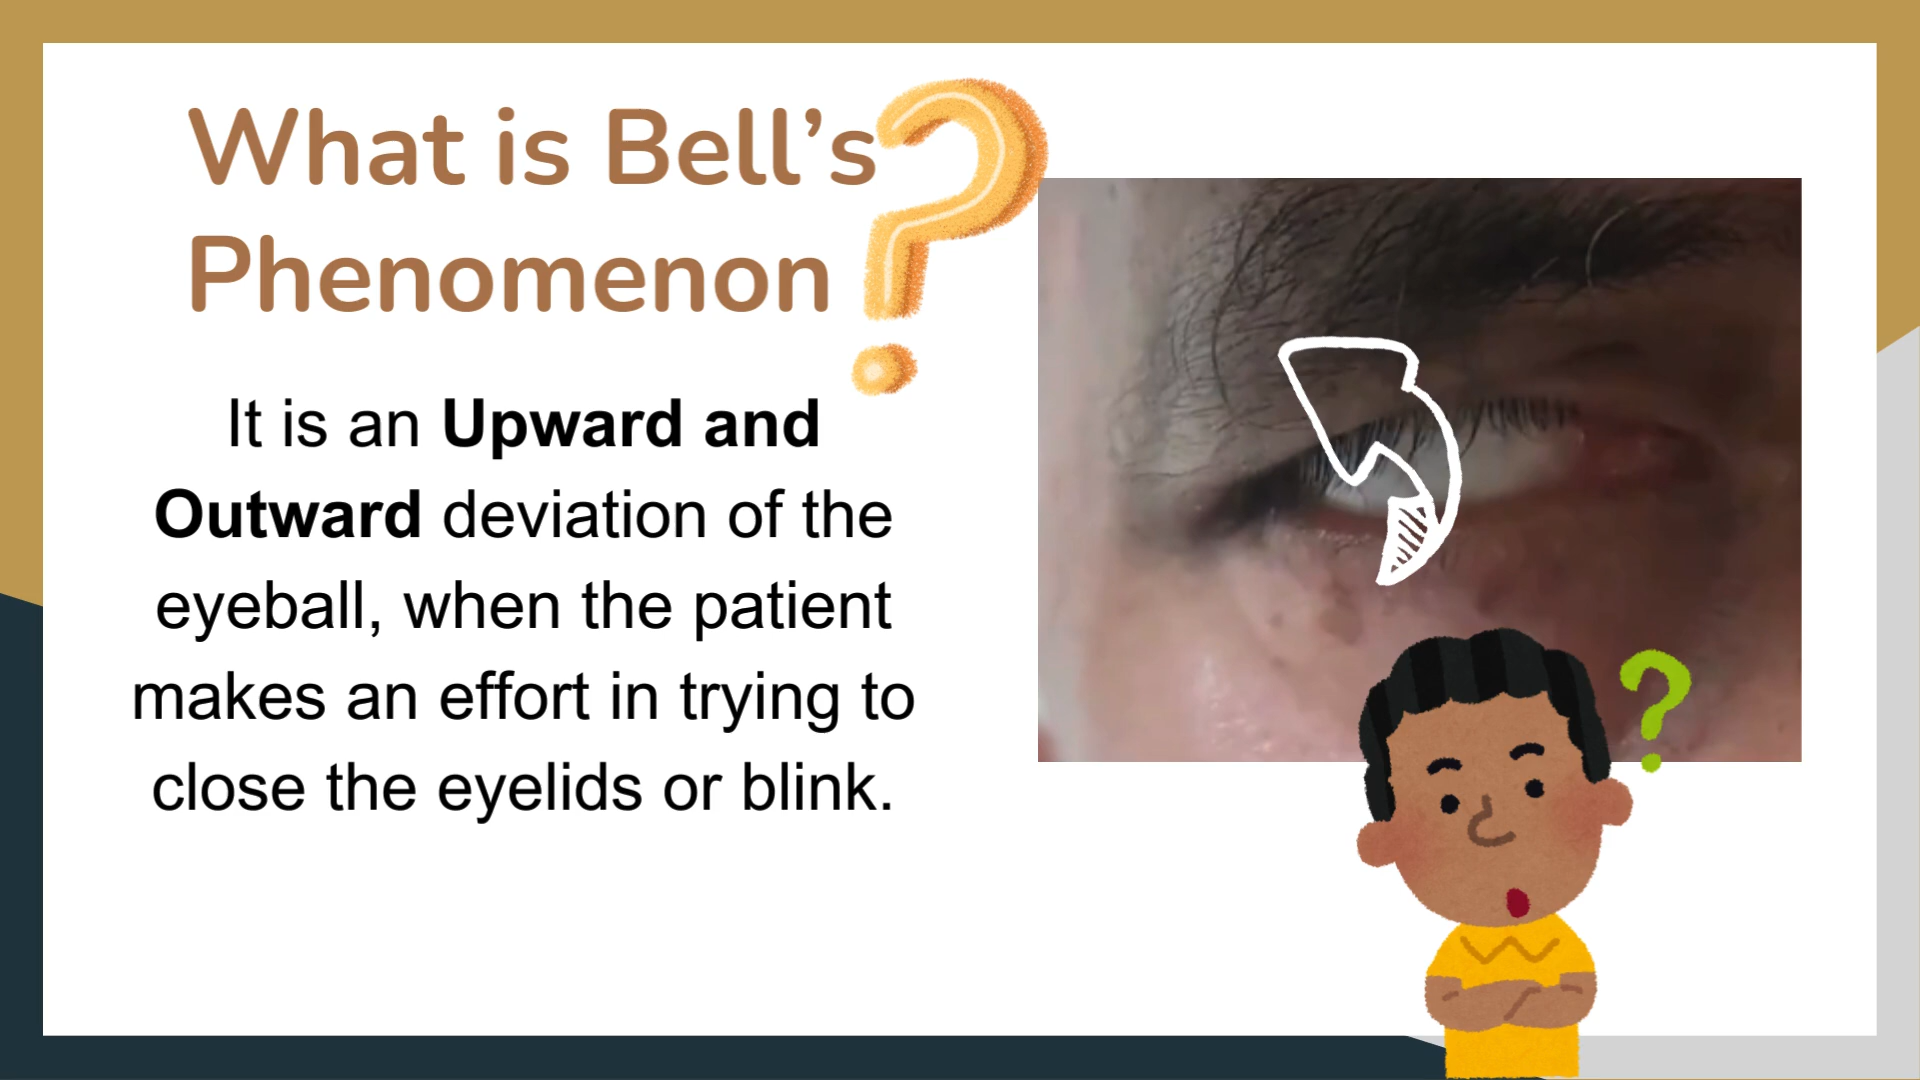 What is Bell’s
Phenomenon?
It is an Upward and
Outward deviation of the
eyeball, when the patient
makes an effort in trying to
close the eyelids or blink.
?